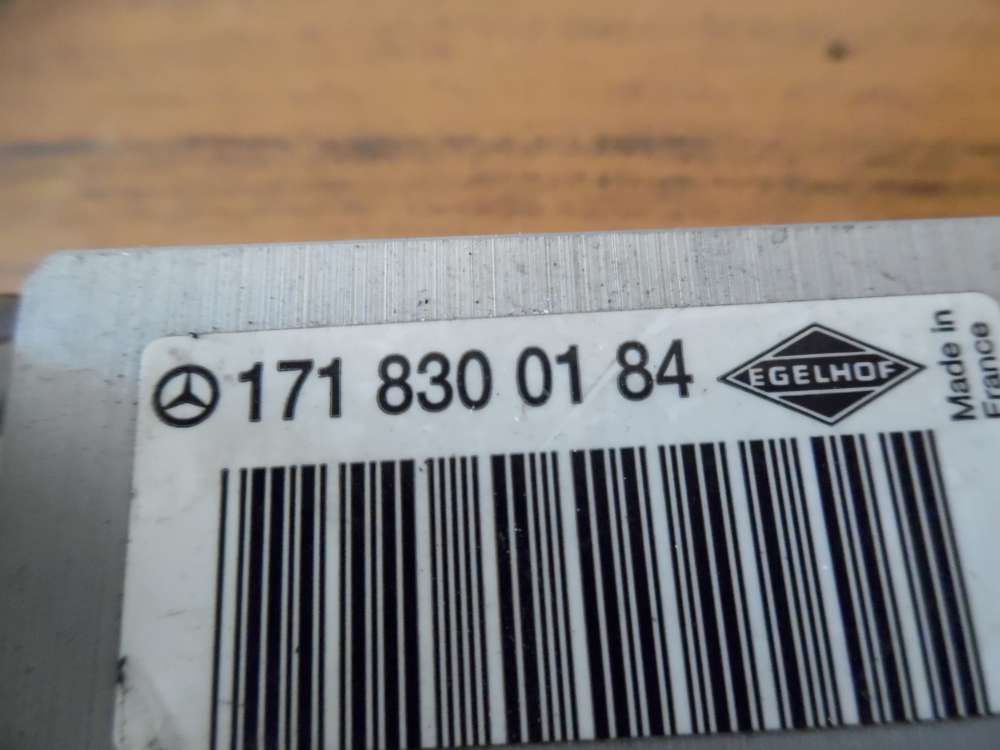 171 830 01 84
EGELHOF
Made in
France